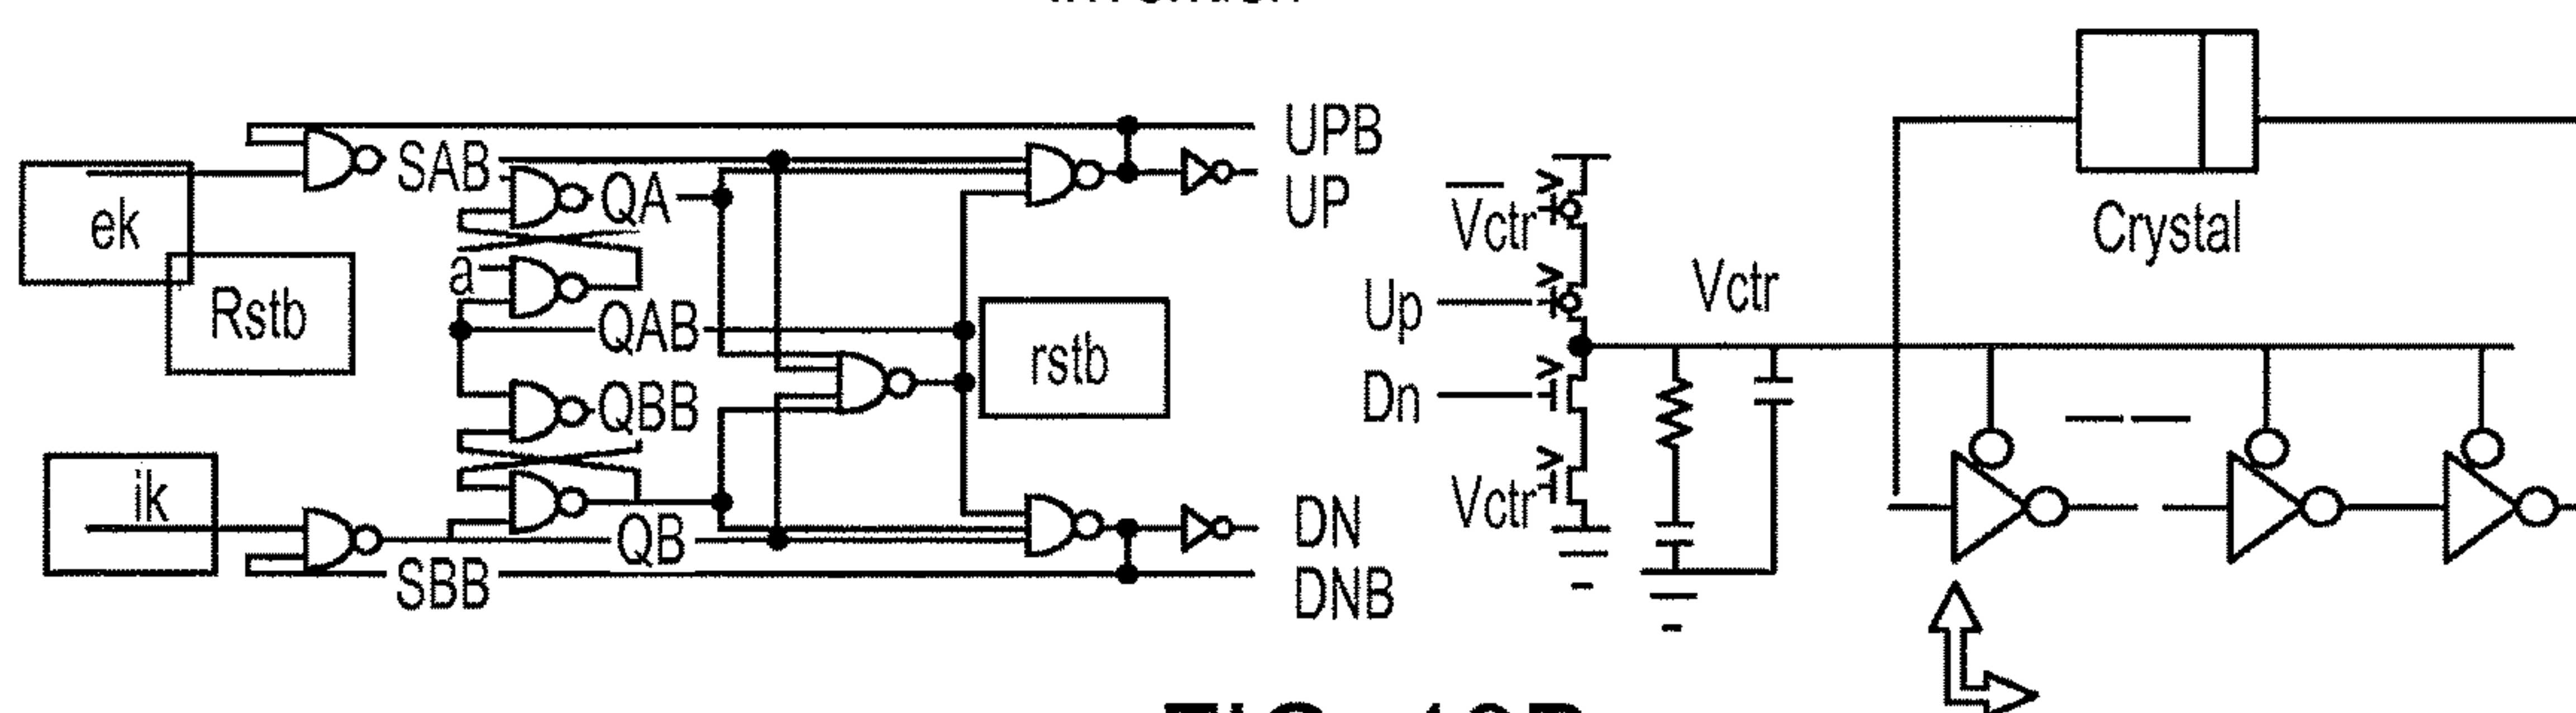 ek
Rstb
ik
SAB
QA
a
QAB
QBB
QB
SBB
rstb
UPB
UP
DN
DNB
Vctr
Up
Dn
Vctr
Vctr
Crystal